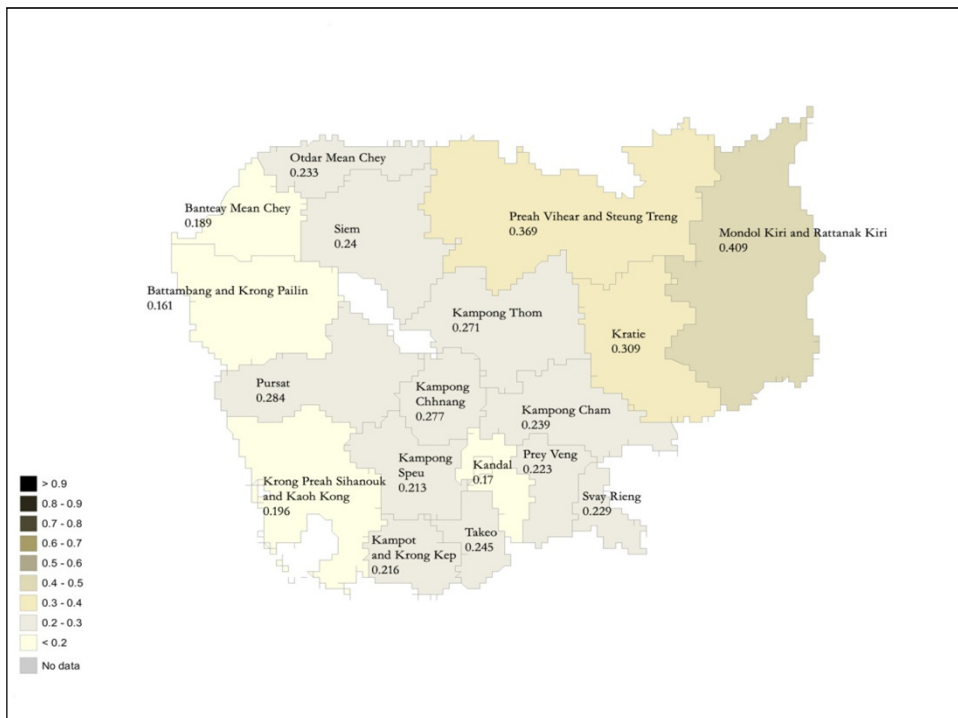 Otdar Mean Chey
0.233
Banteay Mean Chey
0.189
Siem
0.24
Preah Vihear and Steung Treng
0.369
Mondol Kiri and Rattanak Kiri
0.409
Battambang and Krong Pailin
0.161
Kampong Thom
0.271
Kratie
0.309
Pursat
0.284
Kampong
Chhnang
0.277
Kampong Cham
0.239
Kampong
Speu
0.213
Kandal
0.17
Prey Veng
0.223
Svay Rieng
0.229
Krong Preah Sihanouk
and Kaoh Kong
0.196
Takeo
0.245
Kampot
and Krong Kep
0.216
> 0.9
0.8 - 0.9
0.7 - 0.8
0.6 - 0.7
0.5 - 0.6
0.4 - 0.5
0.3 - 0.4
0.2 - 0.3
< 0.2
No data